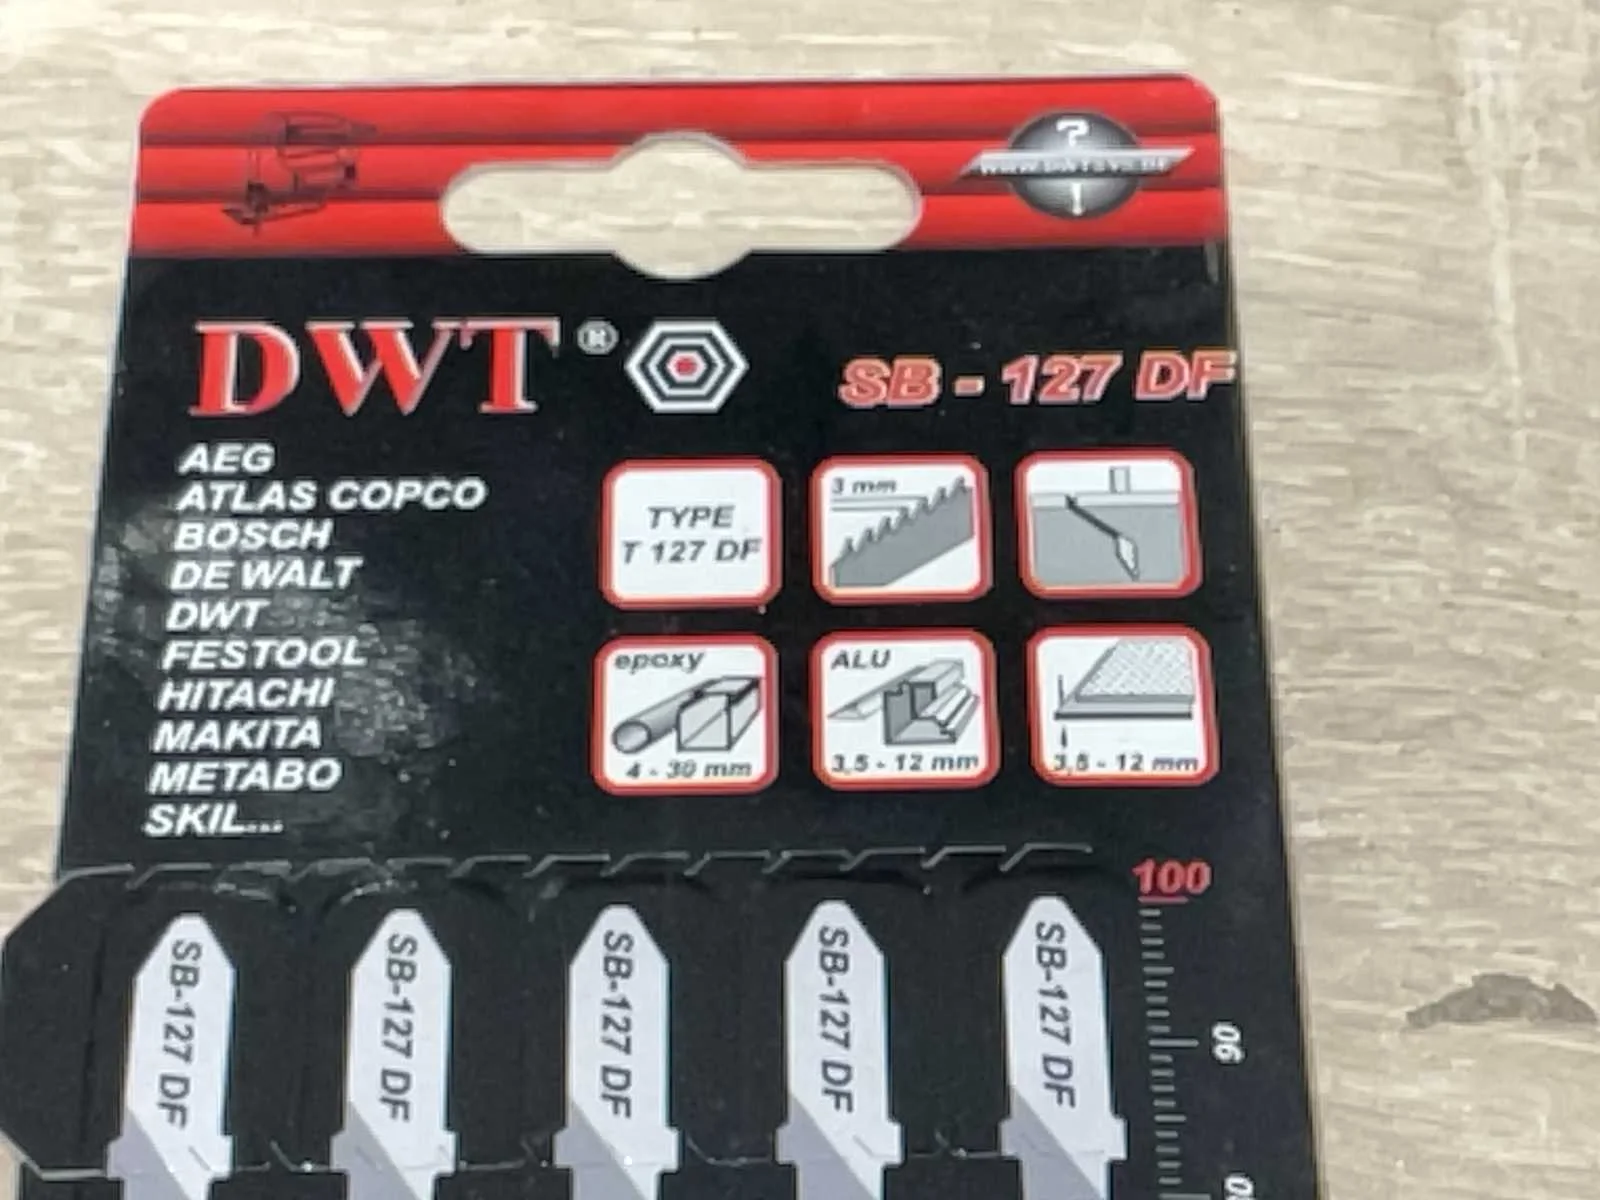 ?
!
DWT®
SB - 127 DF
AEG
ATLAS COPCO
BOSCH
DE WALT
DWT
FESTOOL
HITACHI
MAKITA
METABO
SKIL...
TYPE
T 127 DF
3 mm
epoxy
4 - 30 mm
ALU
3,5 - 12 mm
3,5 - 12 mm
100
90
SB-127 DF
SB-127 DF
SB-127 DF
SB-127 DF
SB-127 DF